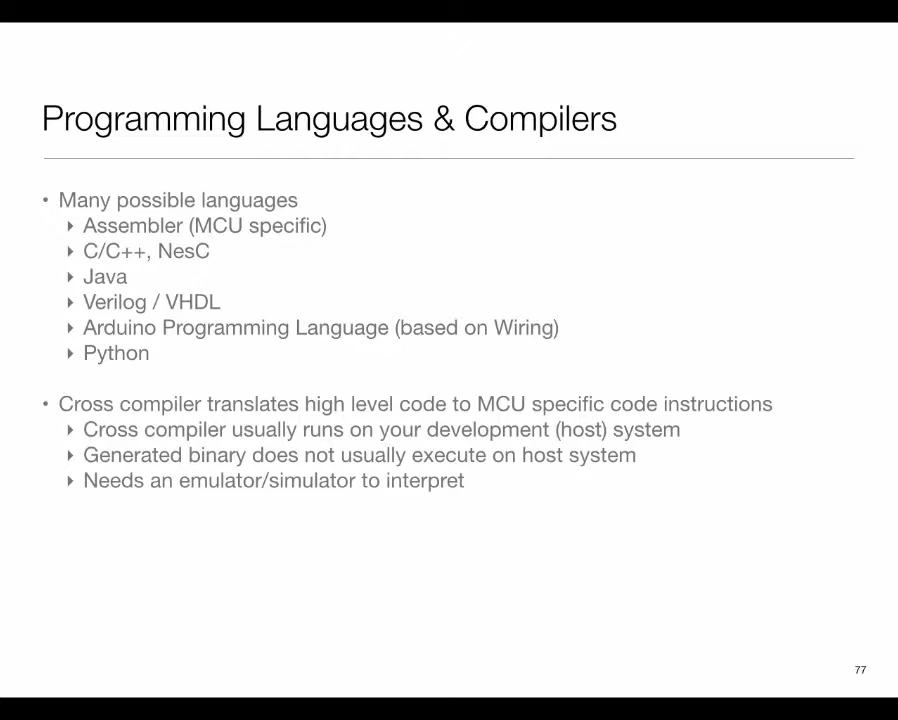 Programming Languages & Compilers
• Many possible languages
‣ Assembler (MCU specific)
‣ C/C++, NesC
‣ Java
‣ Verilog / VHDL
‣ Arduino Programming Language (based on Wiring)
‣ Python
• Cross compiler translates high level code to MCU specific code instructions
‣ Cross compiler usually runs on your development (host) system
‣ Generated binary does not usually execute on host system
‣ Needs an emulator/simulator to interpret
77